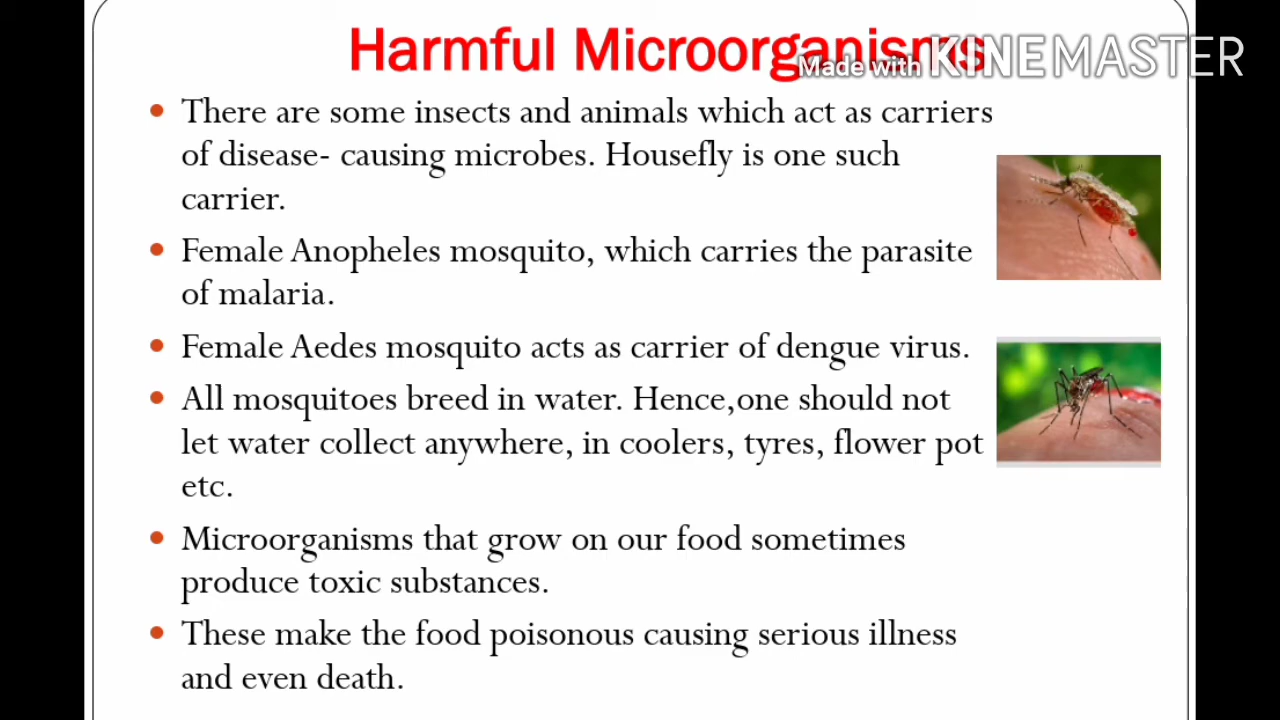 Harmful Microorganisms
Made with KINEMASTER
• There are some insects and animals which act as carriers
of disease- causing microbes. Housefly is one such
carrier.
• Female Anopheles mosquito, which carries the parasite
of malaria.
• Female Aedes mosquito acts as carrier of dengue virus.
• All mosquitoes breed in water. Hence,one should not
let water collect anywhere, in coolers, tyres, flower pot
etc.
• Microorganisms that grow on our food sometimes
produce toxic substances.
• These make the food poisonous causing serious illness
and even death.